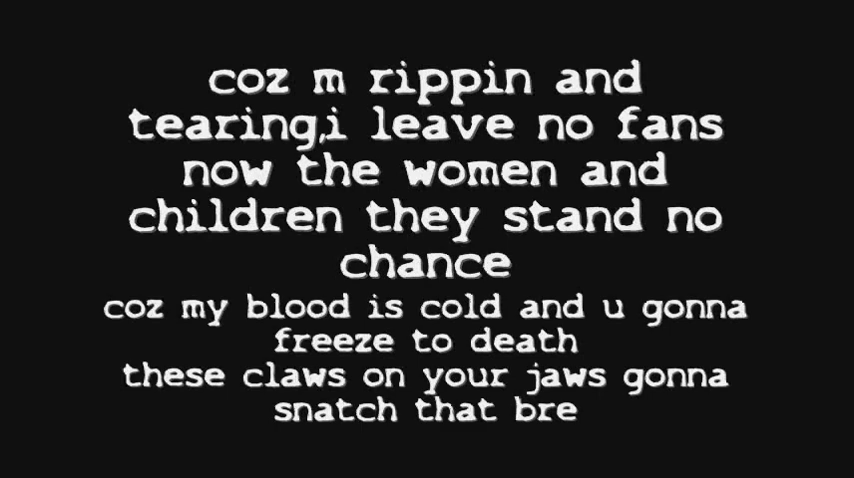 coz m rippin and
tearing,i leave no fans
now the women and
children they stand no
chance
coz my blood is cold and u gonna
freeze to death
these claws on your jaws gonna
snatch that bre